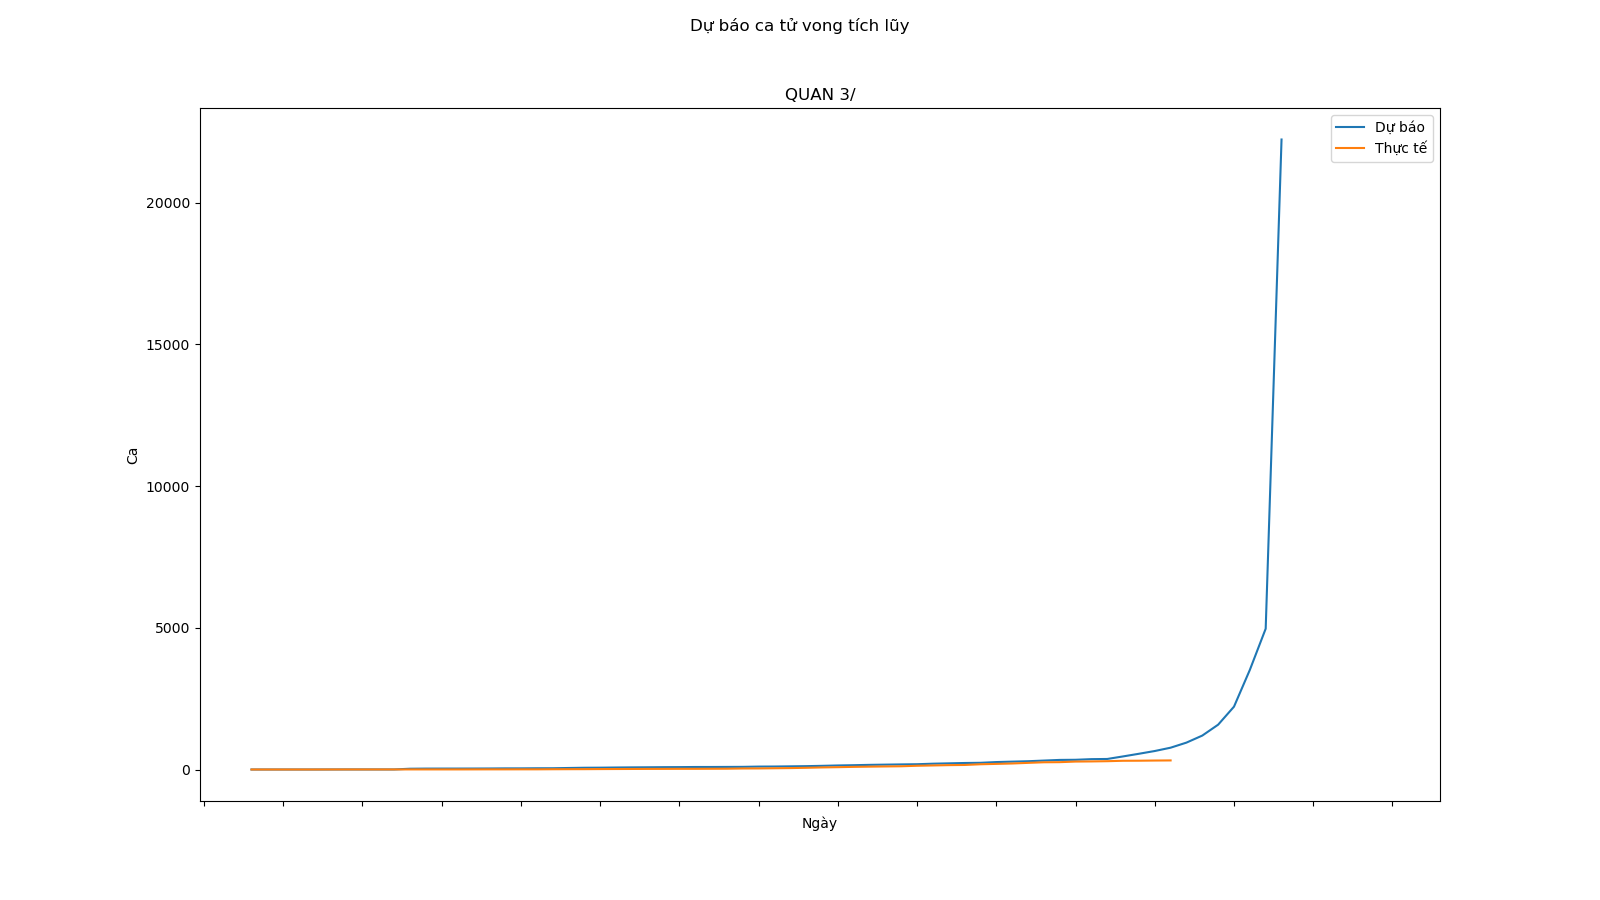 Dự báo ca tử vong tích lũy
QUAN 3/
Dự báo
Thực tế
20000
15000
10000
5000
0
Ca
Ngày